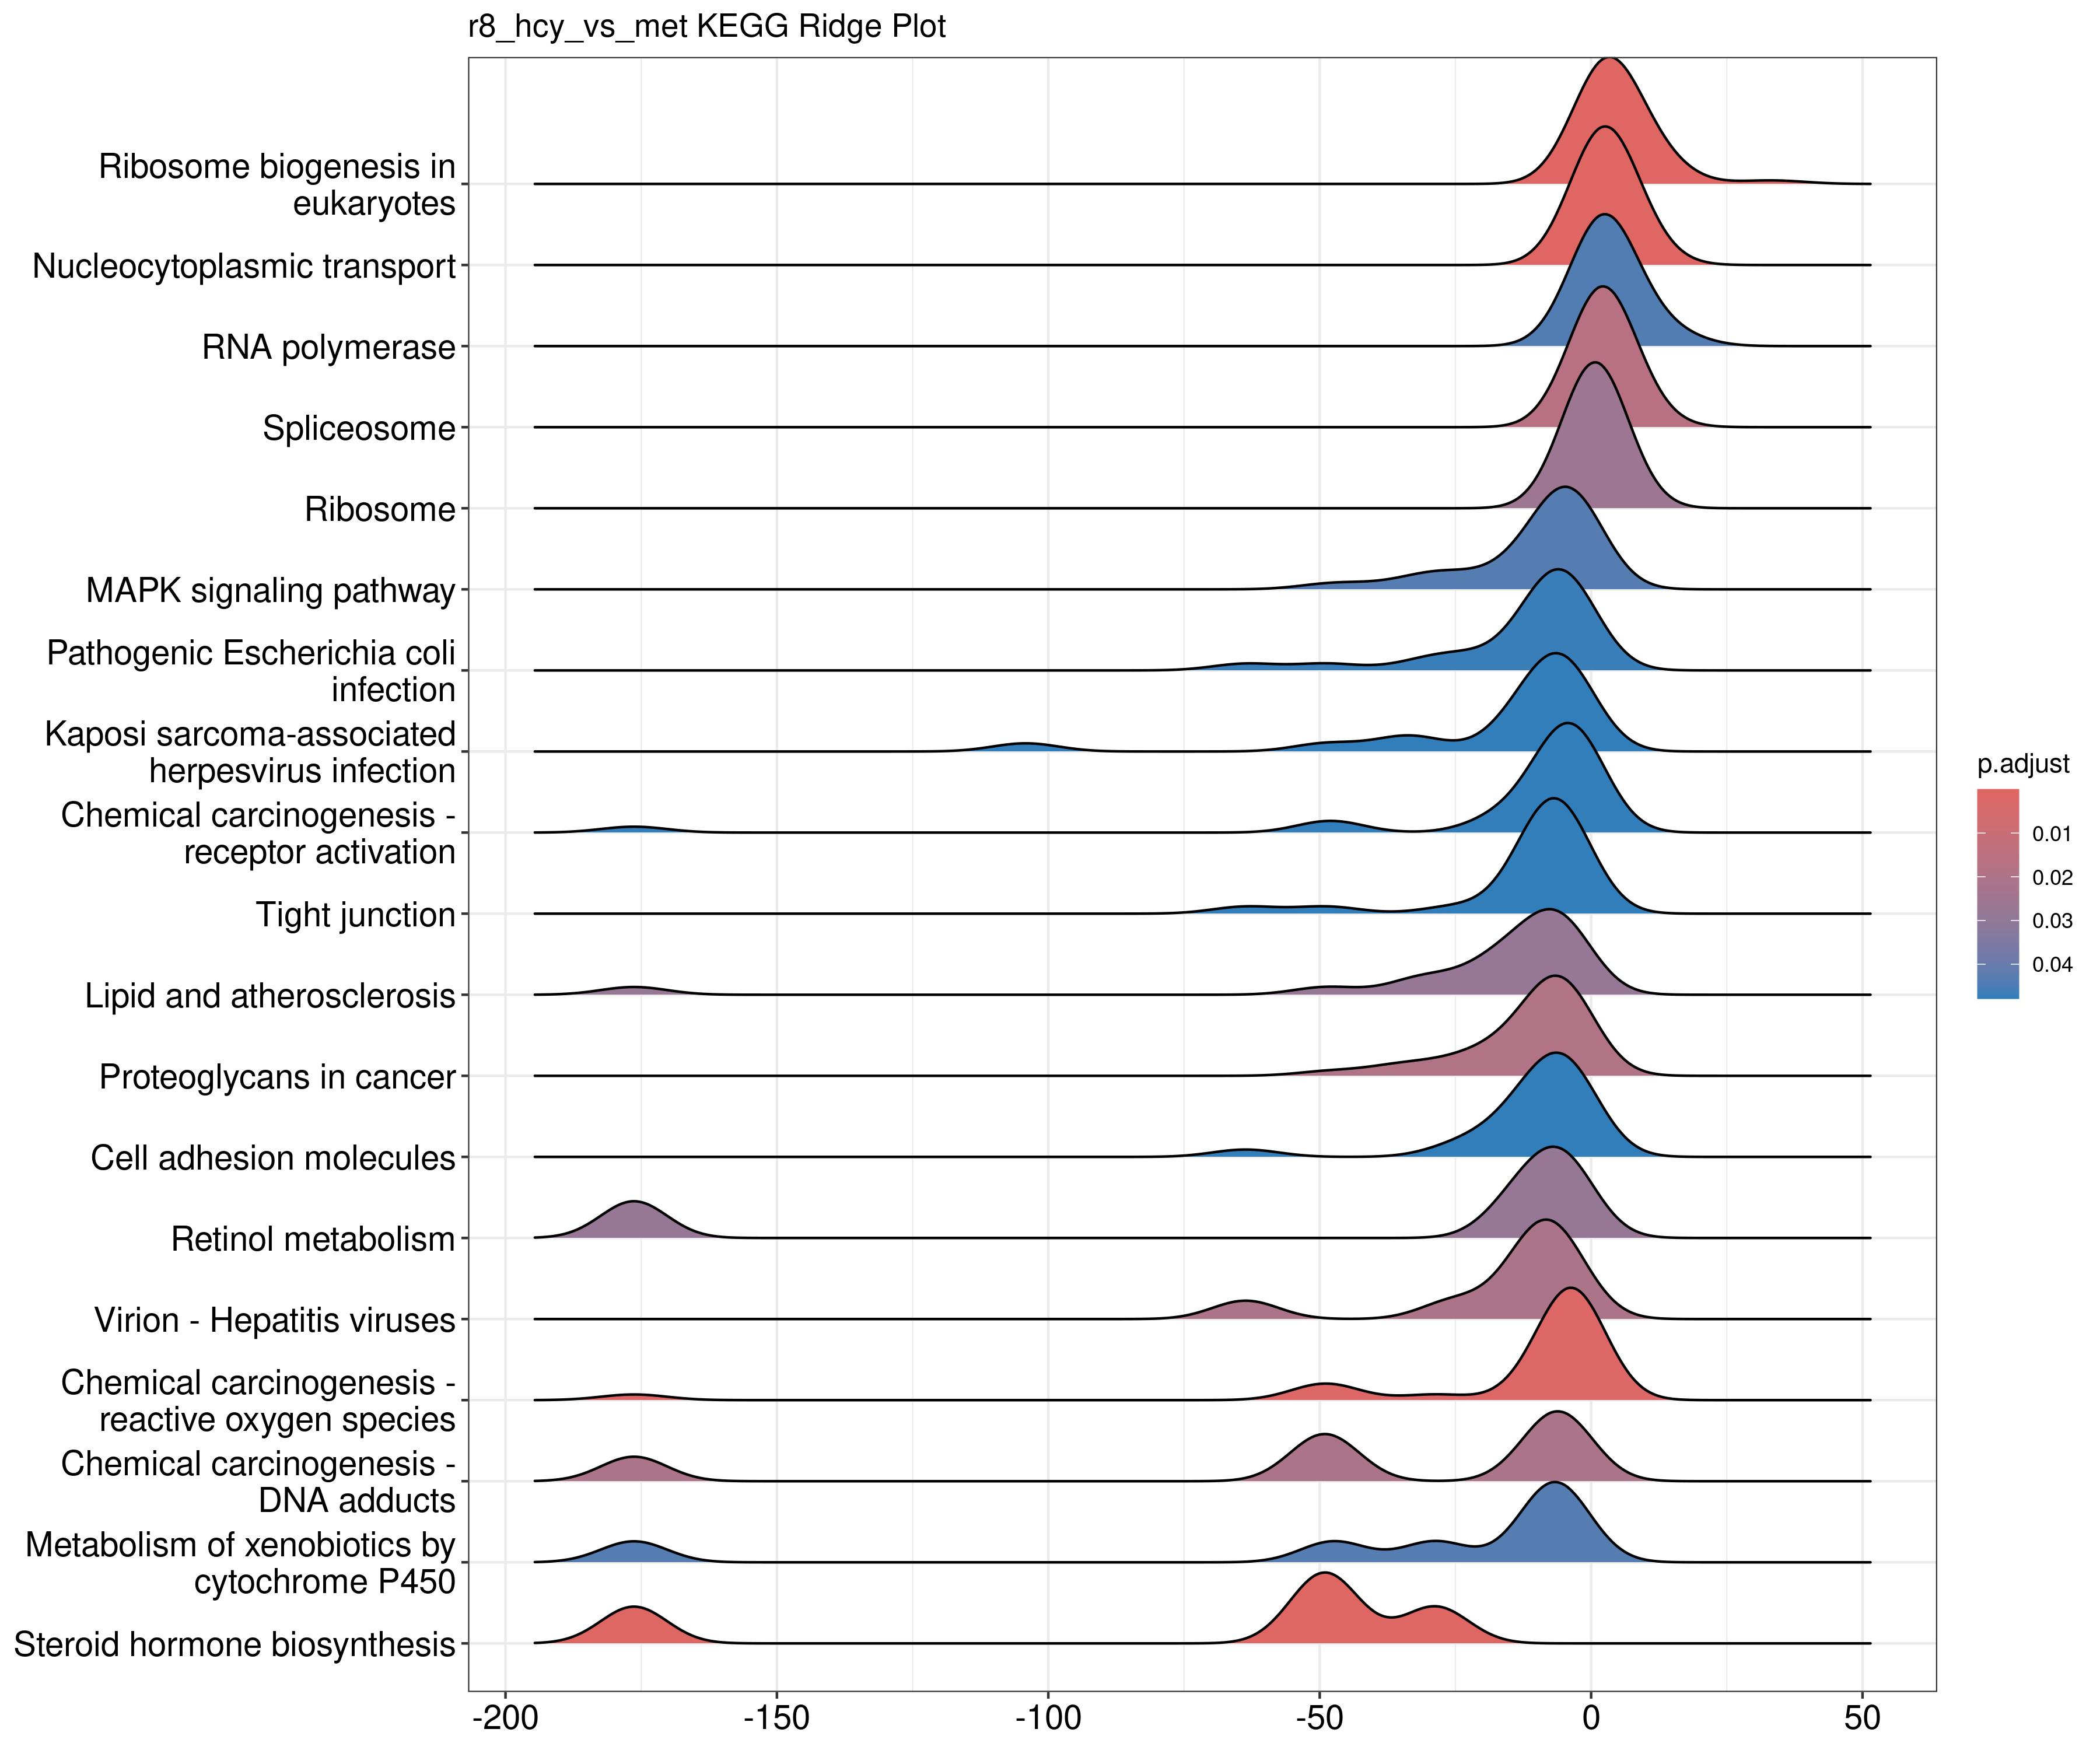 r8_hcy_vs_met KEGG Ridge Plot
Ribosome biogenesis in
eukaryotes
Nucleocytoplasmic transport
RNA polymerase
Spliceosome
Ribosome
MAPK signaling pathway
Pathogenic Escherichia coli
infection
Kaposi sarcoma-associated
herpesvirus infection
Chemical carcinogenesis -
receptor activation
Tight junction
Lipid and atherosclerosis
Proteoglycans in cancer
Cell adhesion molecules
Retinol metabolism
Virion - Hepatitis viruses
Chemical carcinogenesis -
reactive oxygen species
Chemical carcinogenesis -
DNA adducts
Metabolism of xenobiotics by
cytochrome P450
Steroid hormone biosynthesis
-200 -150 -100 -50 0 50
p.adjust
0.01
0.02
0.03
0.04